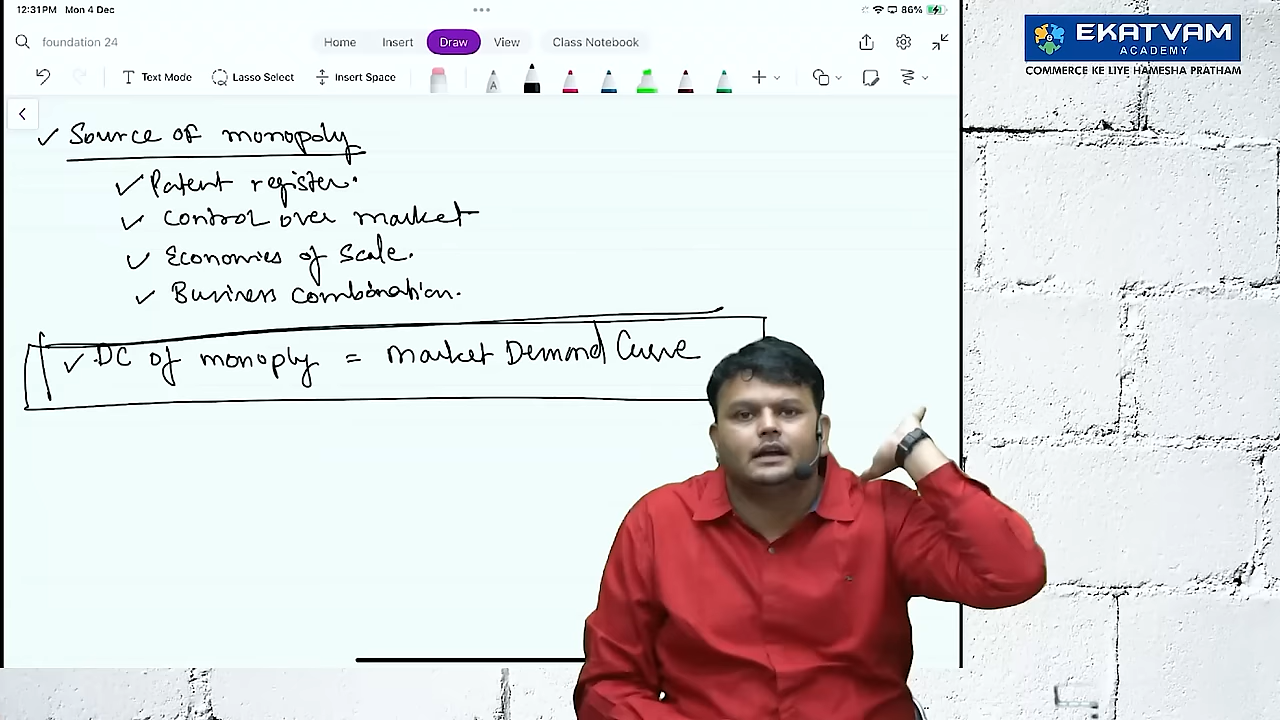 12:31PM Mon 4 Dec
86%
foundation 24
Home Insert Draw View Class Notebook
Text Mode Lasso Select Insert Space
EKATVAM
ACADEMY
COMMERCE KE LIYE HAMESHA PRATHAM
✓ Source of monopoly
✓ Patent register.
✓ Control over market
✓ Economies of Scale.
✓ Business combination.
✓ DC of monoply = Market Demand Curve